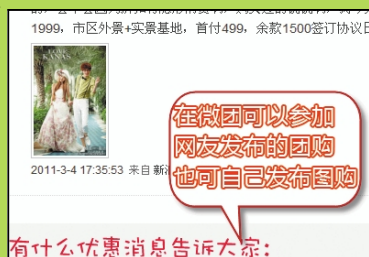 1999，市区外景+实景基地，首付499，余款1500签订协议日
KANAS
在微团可以参加
网友发布的团购
也可自己发布图购
2011-3-4 17:35:53 来自新
有什么优惠消息告诉大家：